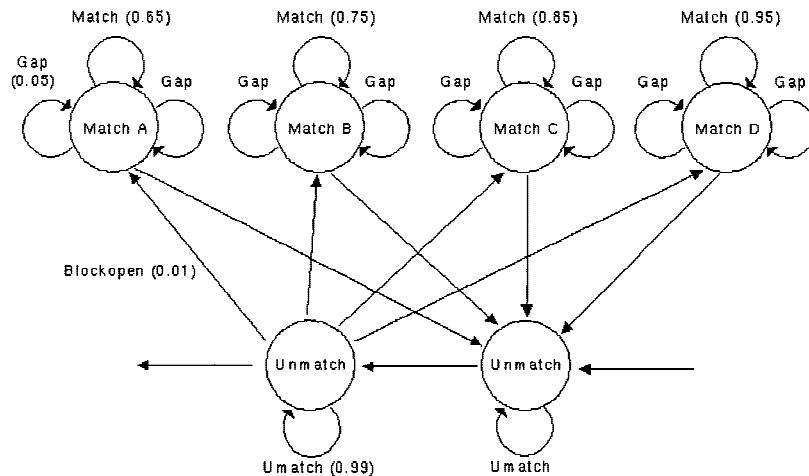 Match (0.65)
Match (0.75)
Match (0.85)
Match (0.95)
Gap
(0.05)
Gap
Gap
Gap
Gap
Gap
Gap
Gap
Match A
Match B
Match C
Match D
Blockopen (0.01)
Unmatch
Unmatch
Umatch (0.99)
Umatch